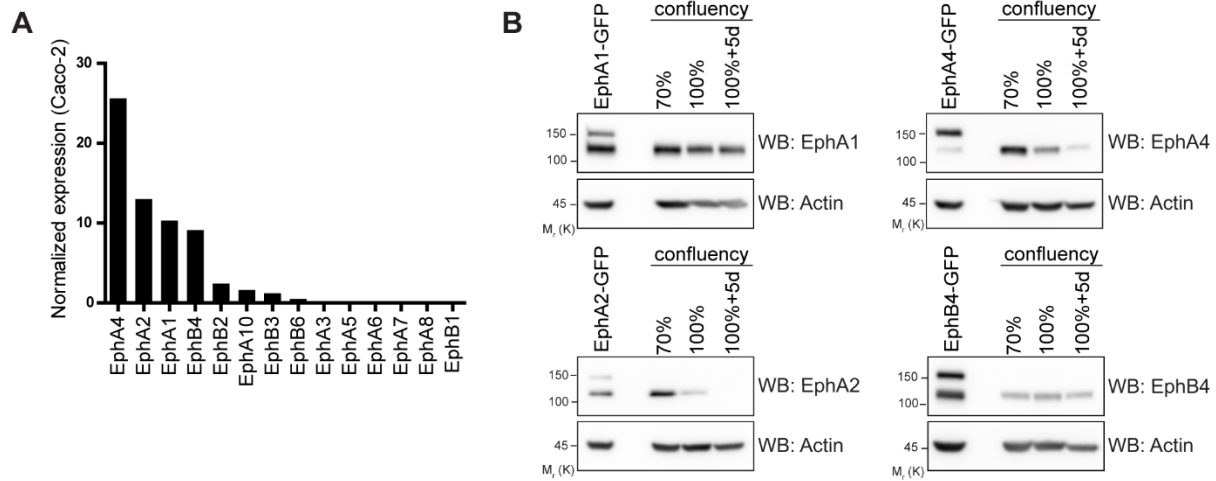 A
Normalized expression (Caco-2)
30
20
10
0
EphA4
EphA2
EphA1
EphB4
EphB2
EphA10
EphB3
EphB6
EphA3
EphA5
EphA6
EphA7
EphA8
EphB1
B
EphA1-GFP
confluency
70%
100%
100%+5d
150
100
WB: EphA1
45
WB: Actin
Mr (K)
EphA4-GFP
confluency
70%
100%
100%+5d
150
100
WB: EphA4
45
WB: Actin
Mr (K)
EphA2-GFP
confluency
70%
100%
100%+5d
150
100
WB: EphA2
45
WB: Actin
Mr (K)
EphB4-GFP
confluency
70%
100%
100%+5d
150
100
WB: EphB4
45
WB: Actin
Mr (K)